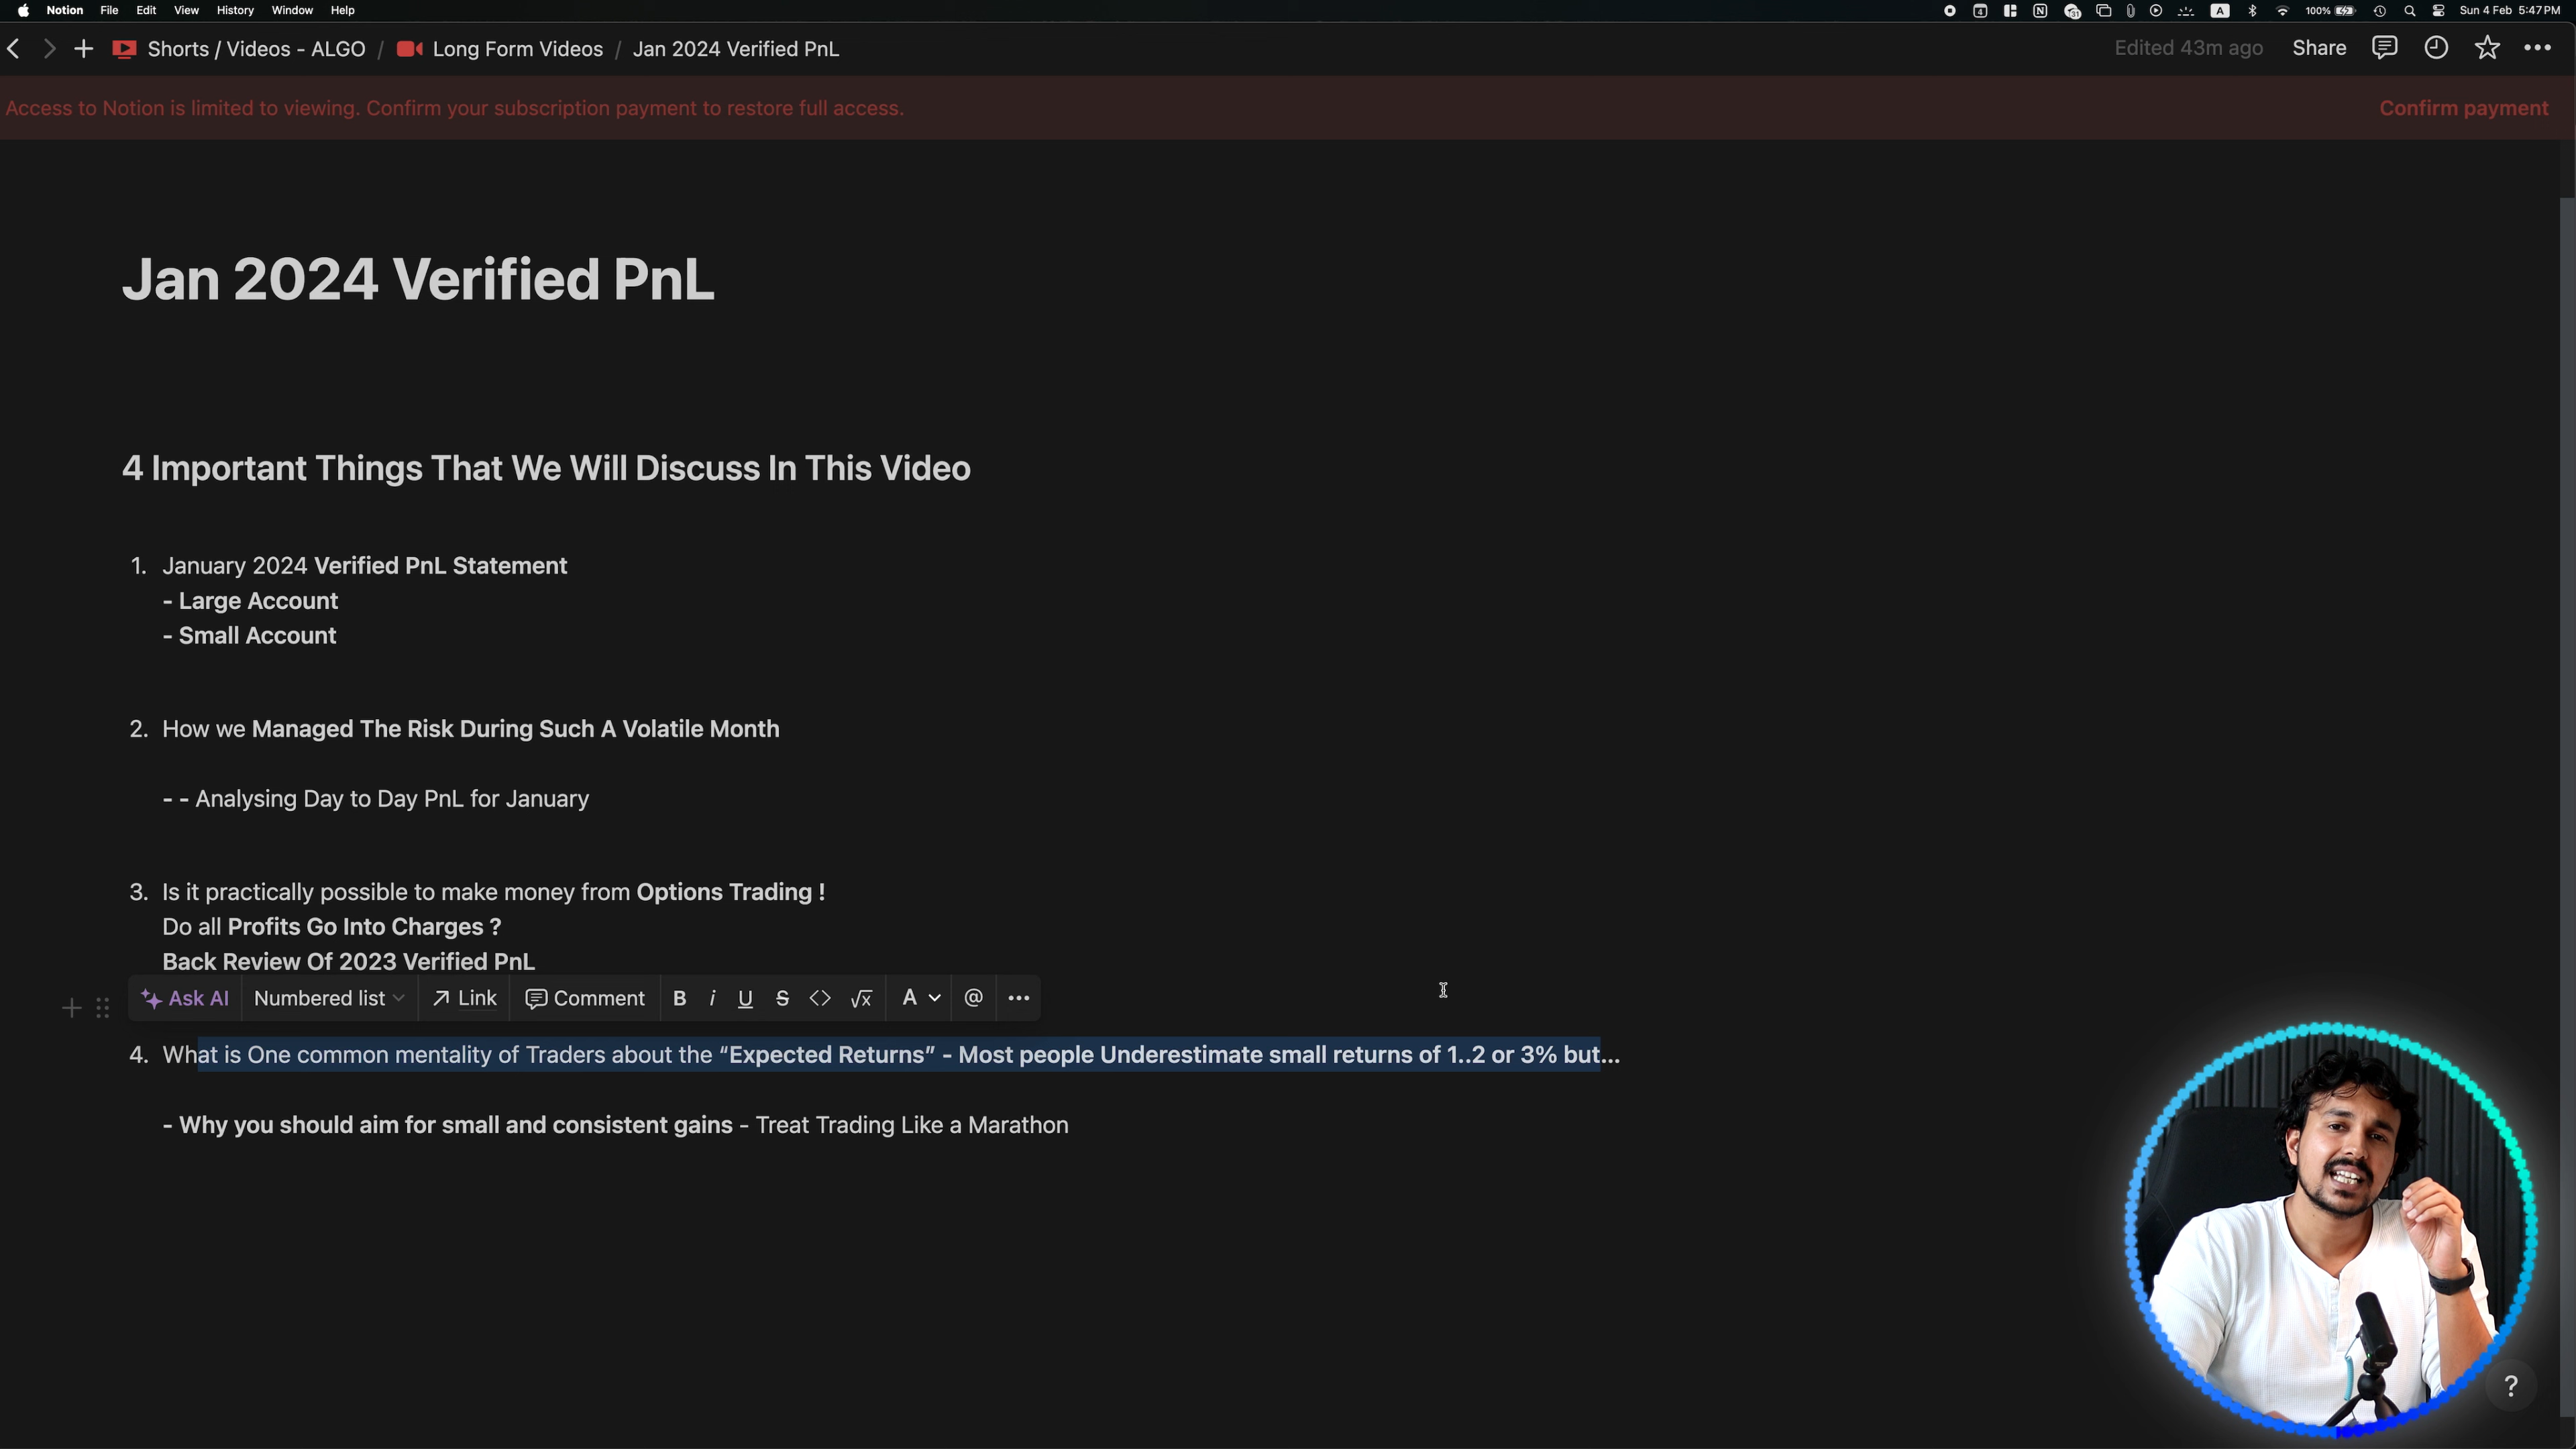 Notion File Edit View History Window Help 100% Sun 4 Feb 5:47 PM
Shorts / Videos - ALGO / Long Form Videos / Jan 2024 Verified PnL Edited 43m ago Share
Access to Notion is limited to viewing. Confirm your subscription payment to restore full access. Confirm payment
Jan 2024 Verified PnL
4 Important Things That We Will Discuss In This Video
1. January 2024 Verified PnL Statement
- Large Account
- Small Account
2. How we Managed The Risk During Such A Volatile Month
- - Analysing Day to Day PnL for January
3. Is it practically possible to make money from Options Trading !
Do all Profits Go Into Charges ?
Back Review Of 2023 Verified PnL
Ask AI Numbered list Link Comment B i U S <> √x A @ •••
4. What is One common mentality of Traders about the “Expected Returns” - Most people Underestimate small returns of 1..2 or 3% but...
- Why you should aim for small and consistent gains - Treat Trading Like a Marathon
?